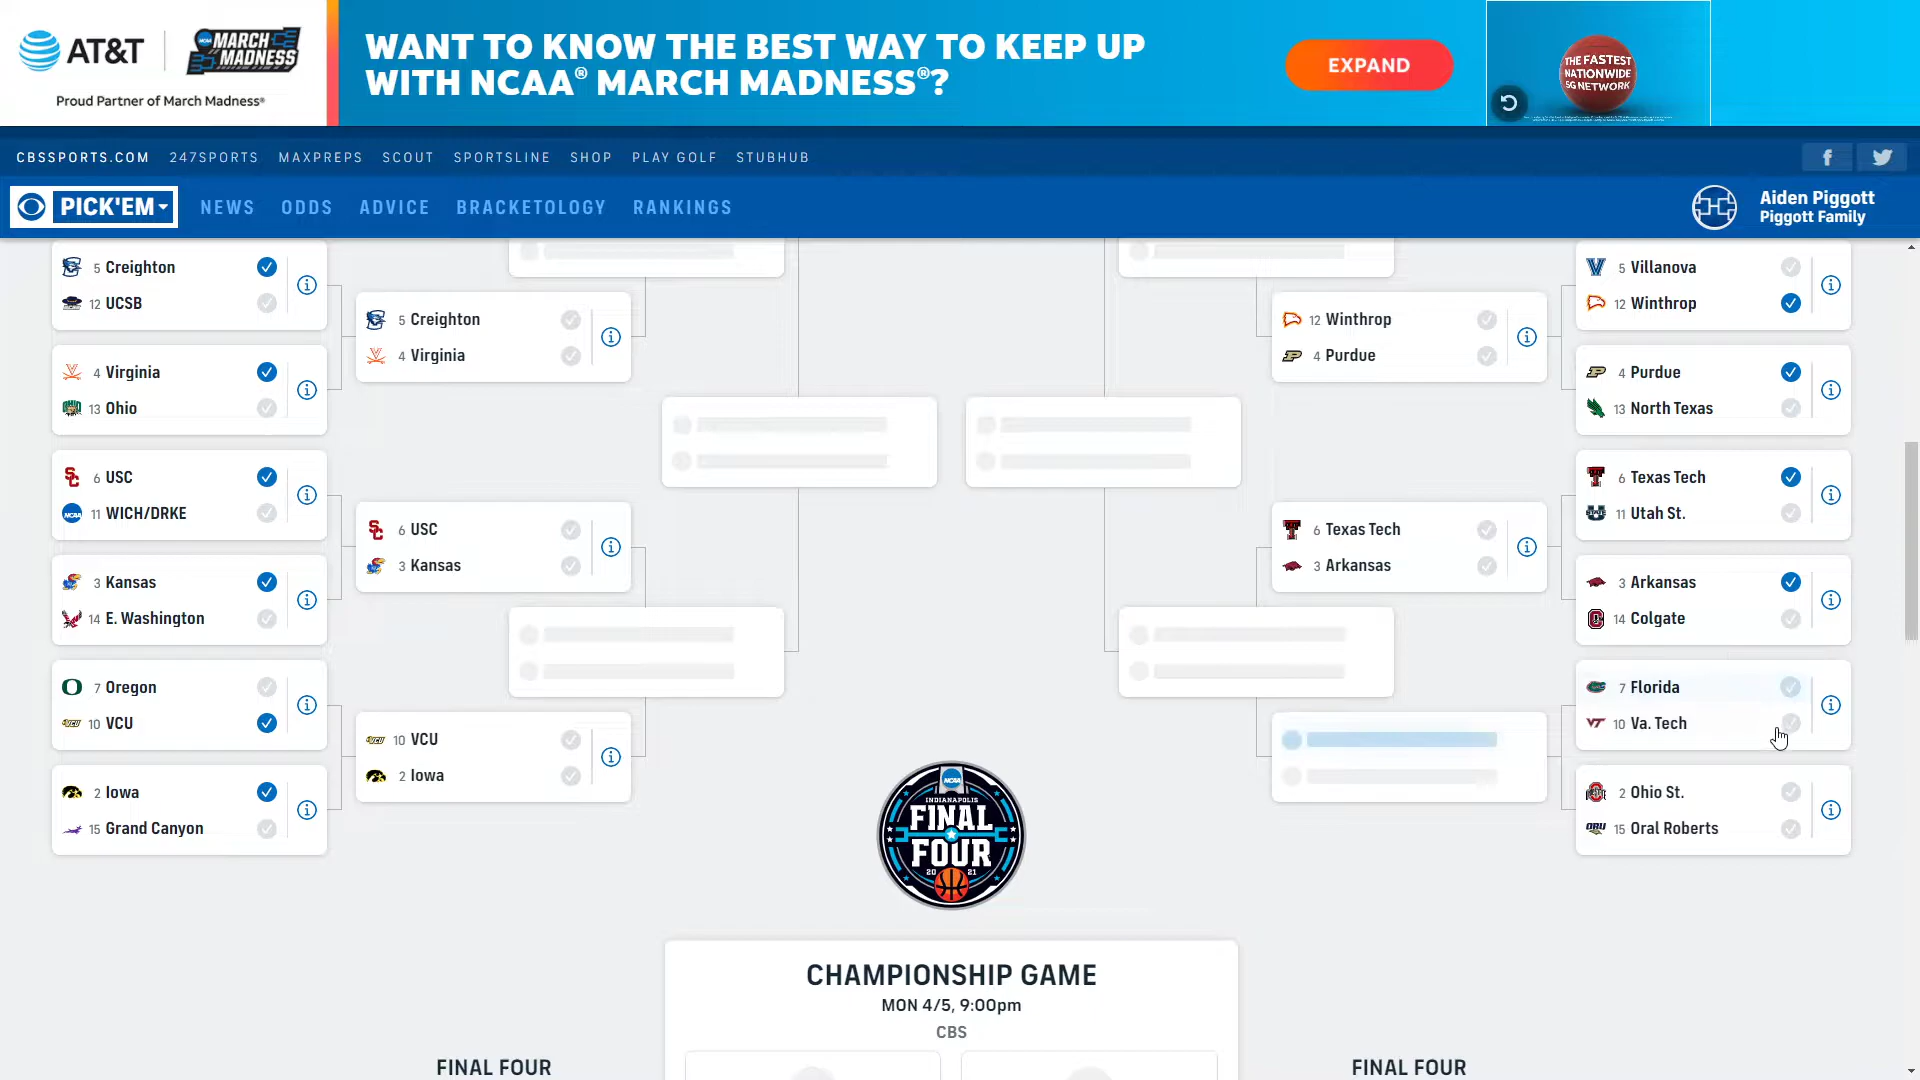 AT&T
NCAA MARCH MADNESS
Proud Partner of March Madness®
WANT TO KNOW THE BEST WAY TO KEEP UP
WITH NCAA® MARCH MADNESS®?
EXPAND
THE FASTEST
NATIONWIDE
5G NETWORK
CBSSPORTS.COM 247SPORTS MAXPREPS SCOUT SPORTSLINE SHOP PLAY GOLF STUBHUB
PICK'EM NEWS ODDS ADVICE BRACKETOLOGY RANKINGS
Aiden Piggott
Piggott Family
5 Creighton
12 UCSB
4 Virginia
13 Ohio
6 USC
11 WICH/DRKE
3 Kansas
14 E. Washington
7 Oregon
10 VCU
2 Iowa
15 Grand Canyon
5 Creighton
4 Virginia
6 USC
3 Kansas
10 VCU
2 Iowa
12 Winthrop
4 Purdue
6 Texas Tech
3 Arkansas
5 Villanova
12 Winthrop
4 Purdue
13 North Texas
6 Texas Tech
11 Utah St.
3 Arkansas
14 Colgate
7 Florida
10 Va. Tech
2 Ohio St.
15 Oral Roberts
NCAA
INDIANAPOLIS
FINAL
FOUR
20 21
CHAMPIONSHIP GAME
MON 4/5, 9:00pm
CBS
FINAL FOUR
FINAL FOUR